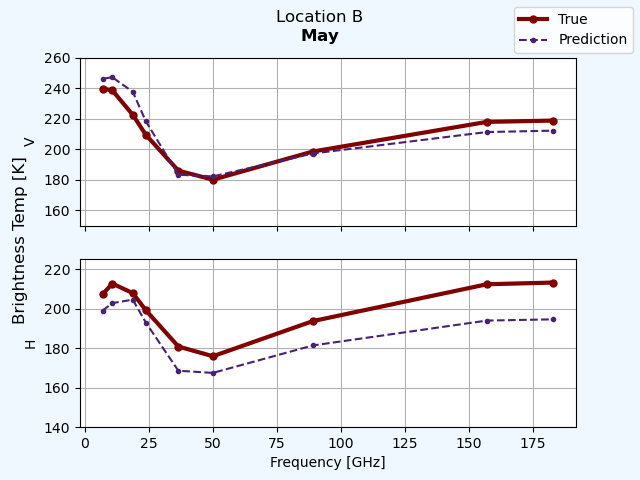 Location B
May
True
Prediction
Brightness Temp [K]
V
260
240
220
200
180
160
H
220
200
180
160
140
0 25 50 75 100 125 150 175
Frequency [GHz]